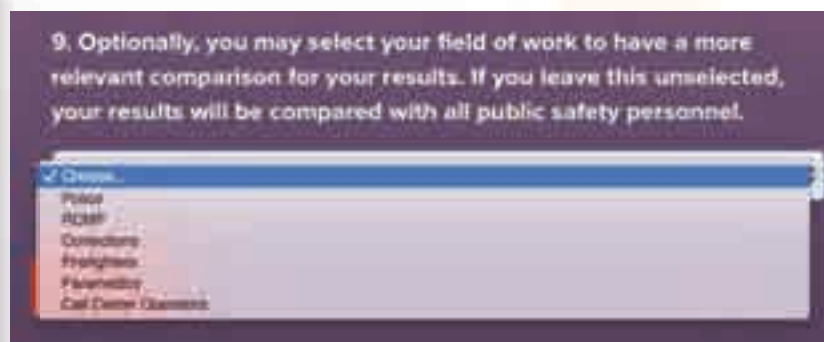 9. Optionally, you may select your field of work to have a more
relevant comparison for your results. If you leave this unselected,
your results will be compared with all public safety personnel.
✓ Choose...
Police
RCMP
Corrections
Firefighters
Paramedics
Call Center Operators